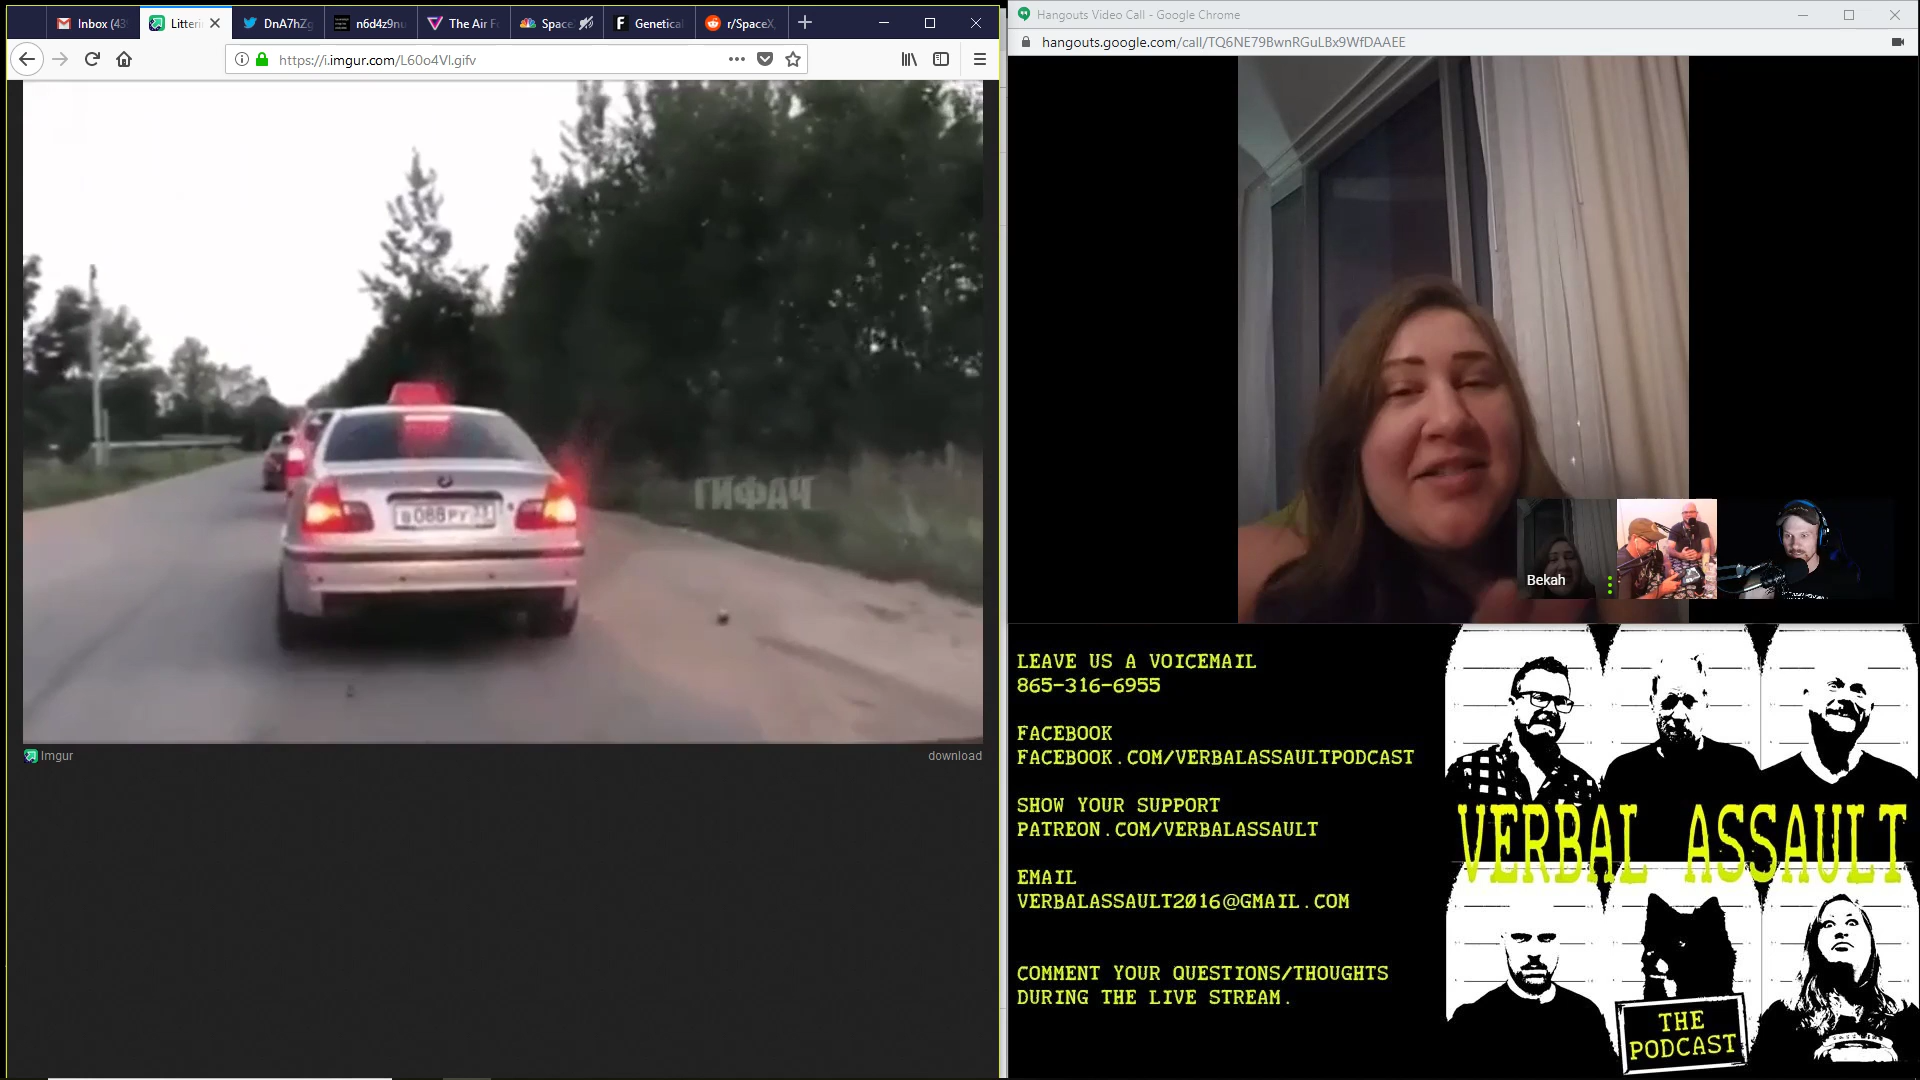 Inbox (43
Litteri
DnA7hZg
n6d4z9nu
The Air F
Space
Genetical
r/SpaceX
https://i.imgur.com/L60o4Vl.gifv
ГИФАЧ
Imgur
download
Hangouts Video Call - Google Chrome
hangouts.google.com/call/TQ6NE79BwnRGuLBx9WfDAAEE
Bekah
LEAVE US A VOICEMAIL
865-316-6955
FACEBOOK
FACEBOOK.COM/VERBALASSAULTPODCAST
SHOW YOUR SUPPORT
PATREON.COM/VERBALASSAULT
EMAIL
VERBALASSAULT2016@GMAIL.COM
COMMENT YOUR QUESTIONS/THOUGHTS
DURING THE LIVE STREAM.
VERBAL ASSAULT
THE
PODCAST